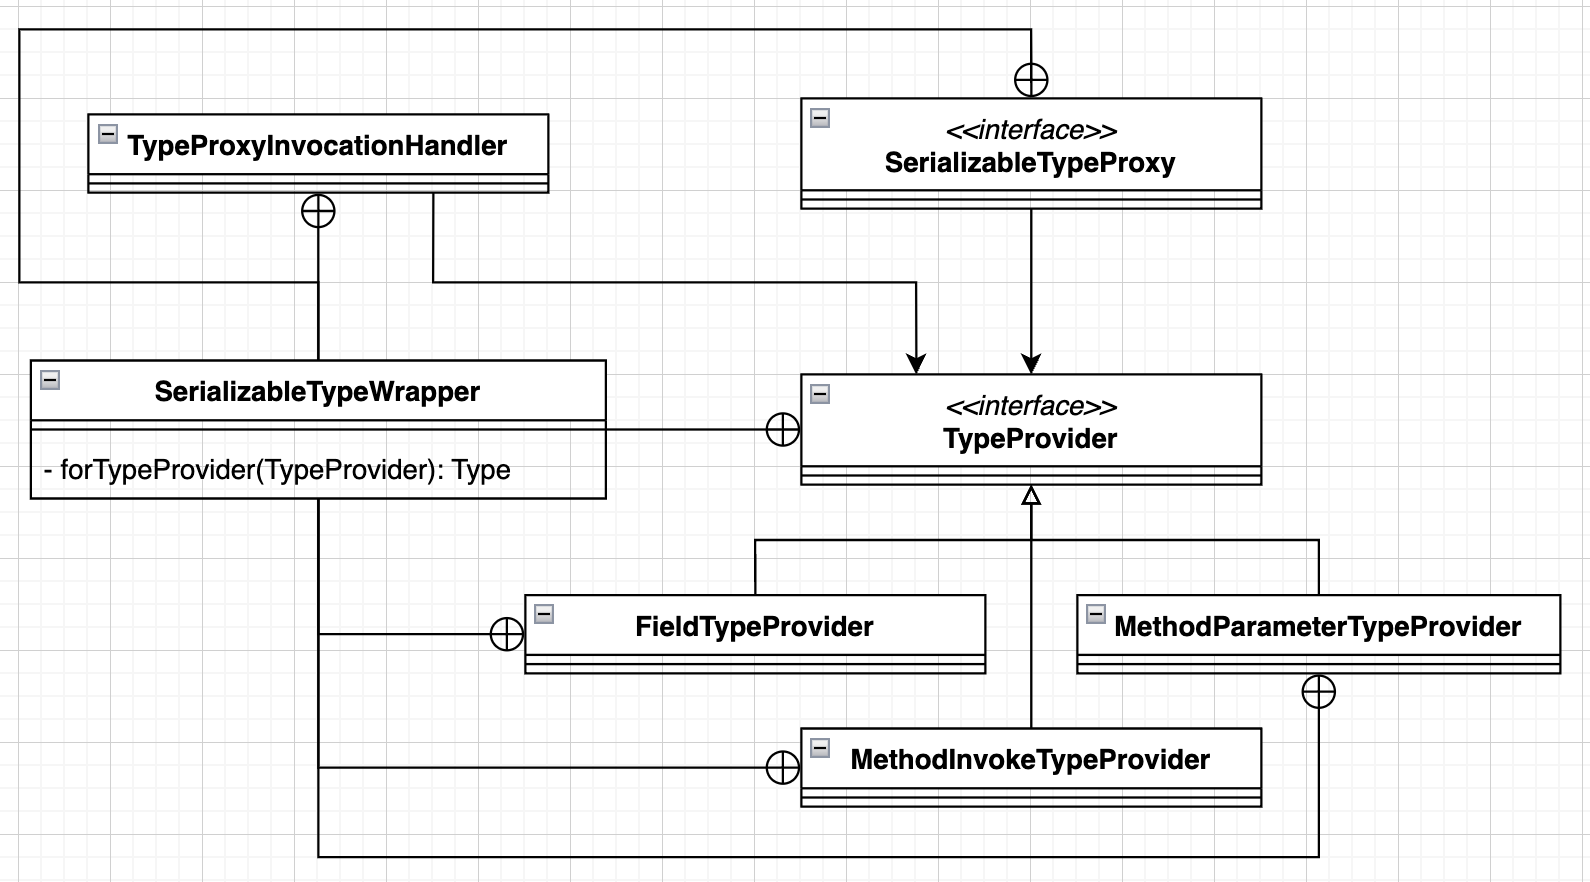 TypeProxyInvocationHandler
<<interface>>
SerializableTypeProxy
SerializableTypeWrapper
- forTypeProvider(TypeProvider): Type
<<interface>>
TypeProvider
FieldTypeProvider
MethodParameterTypeProvider
MethodInvokeTypeProvider